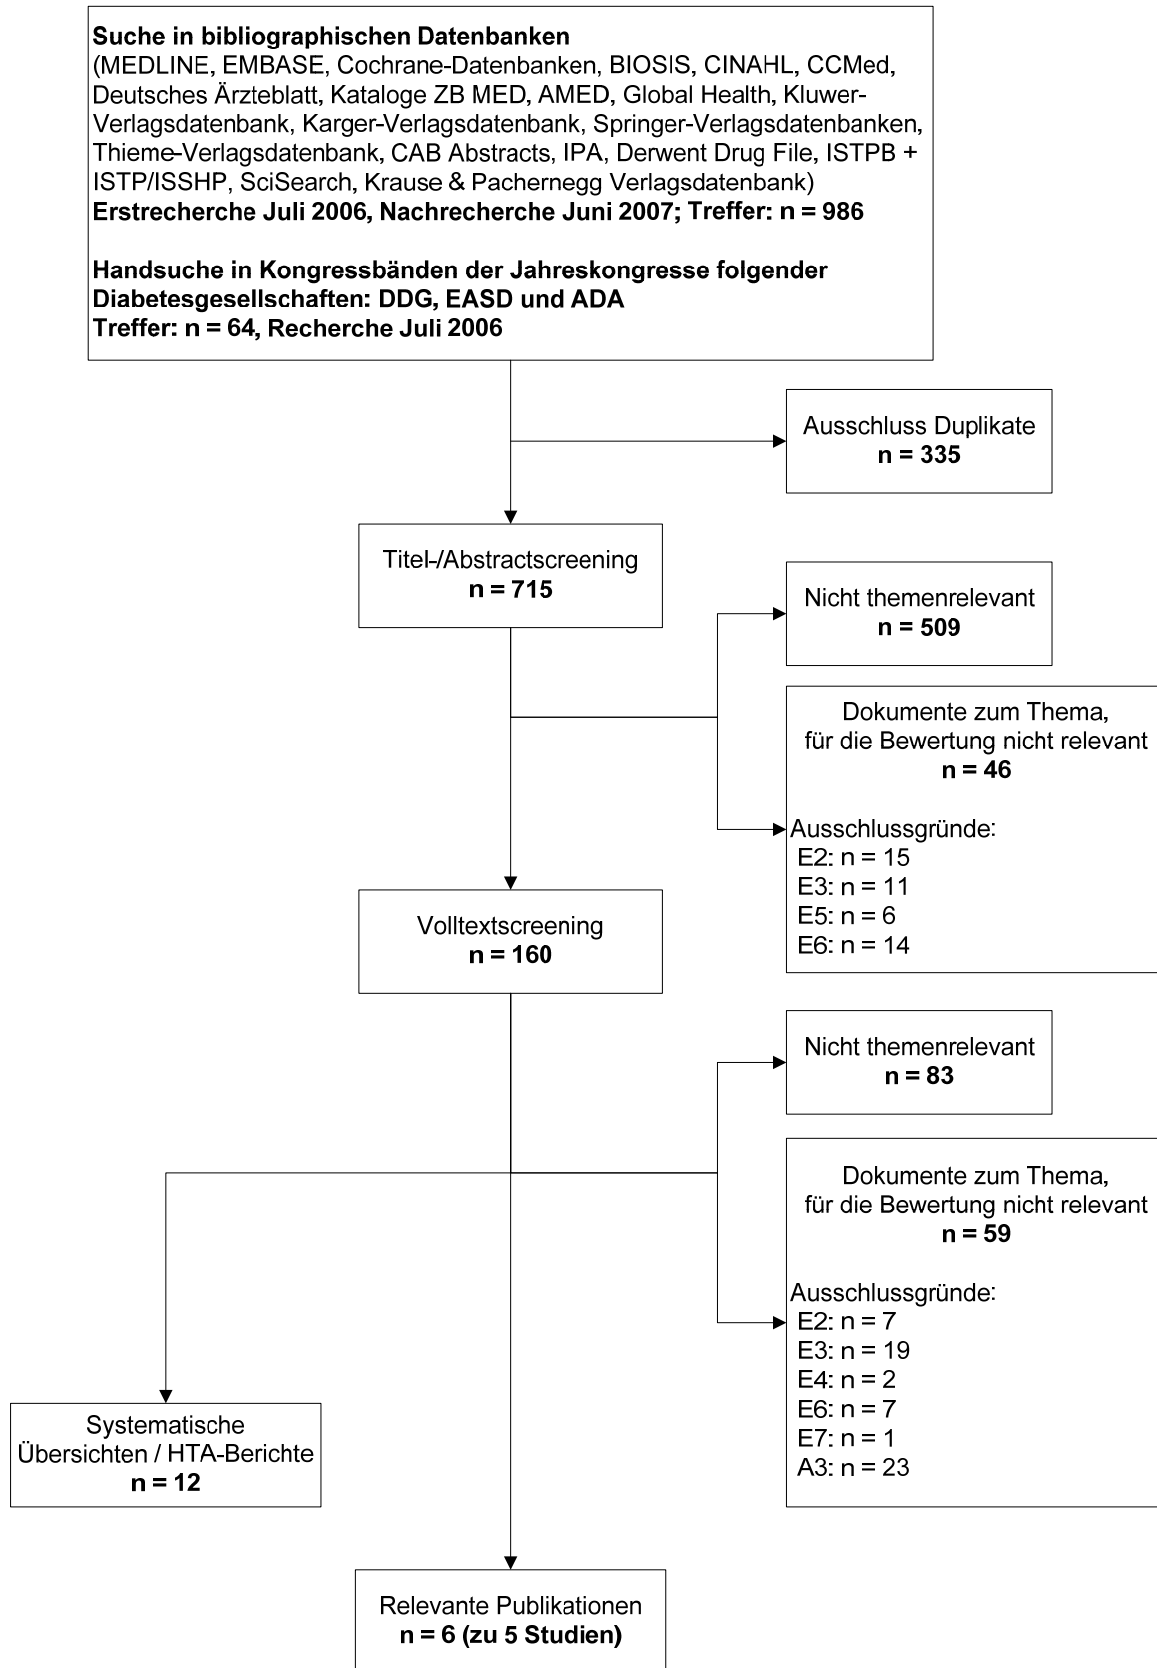 Suche in bibliographischen Datenbanken
(MEDLINE, EMBASE, Cochrane-Datenbanken, BIOSIS, CINAHL, CCMed,
Deutsches Ärzteblatt, Kataloge ZB MED, AMED, Global Health, Kluwer-
Verlagsdatenbank, Karger-Verlagsdatenbank, Springer-Verlagsdatenbanken,
Thieme-Verlagsdatenbank, CAB Abstracts, IPA, Derwent Drug File, ISTPB +
ISTP/ISSHP, SciSearch, Krause & Pachernegg Verlagsdatenbank)
Erstrecherche Juli 2006, Nachrecherche Juni 2007; Treffer: n = 986
Handsuche in Kongressbänden der Jahreskongresse folgender
Diabetesgesellschaften: DDG, EASD und ADA
Treffer: n = 64, Recherche Juli 2006
Ausschluss Duplikate
n = 335
Titel-/Abstractscreening
n = 715
Nicht themenrelevant
n = 509
Dokumente zum Thema,
für die Bewertung nicht relevant
n = 46
Ausschlussgründe:
E2: n = 15
E3: n = 11
E5: n = 6
E6: n = 14
Volltextscreening
n = 160
Nicht themenrelevant
n = 83
Dokumente zum Thema,
für die Bewertung nicht relevant
n = 59
Ausschlussgründe:
E2: n = 7
E3: n = 19
E4: n = 2
E6: n = 7
E7: n = 1
A3: n = 23
Systematische
Übersichten / HTA-Berichte
n = 12
Relevante Publikationen
n = 6 (zu 5 Studien)